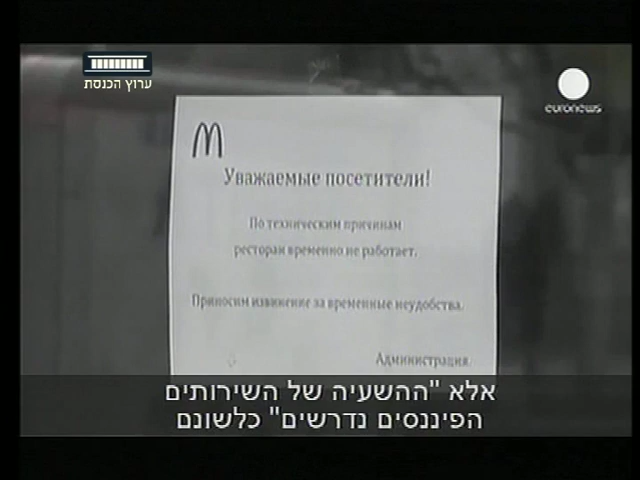 ערוץ הכנסת
euronews
Уважаемые посетители!
По техническим причинам
ресторан временно не работает.
Приносим извинение за временные неудобства.
Администрация.
אלא "ההשעיה של השירותים
הפיננסים נדרשים" כלשונם